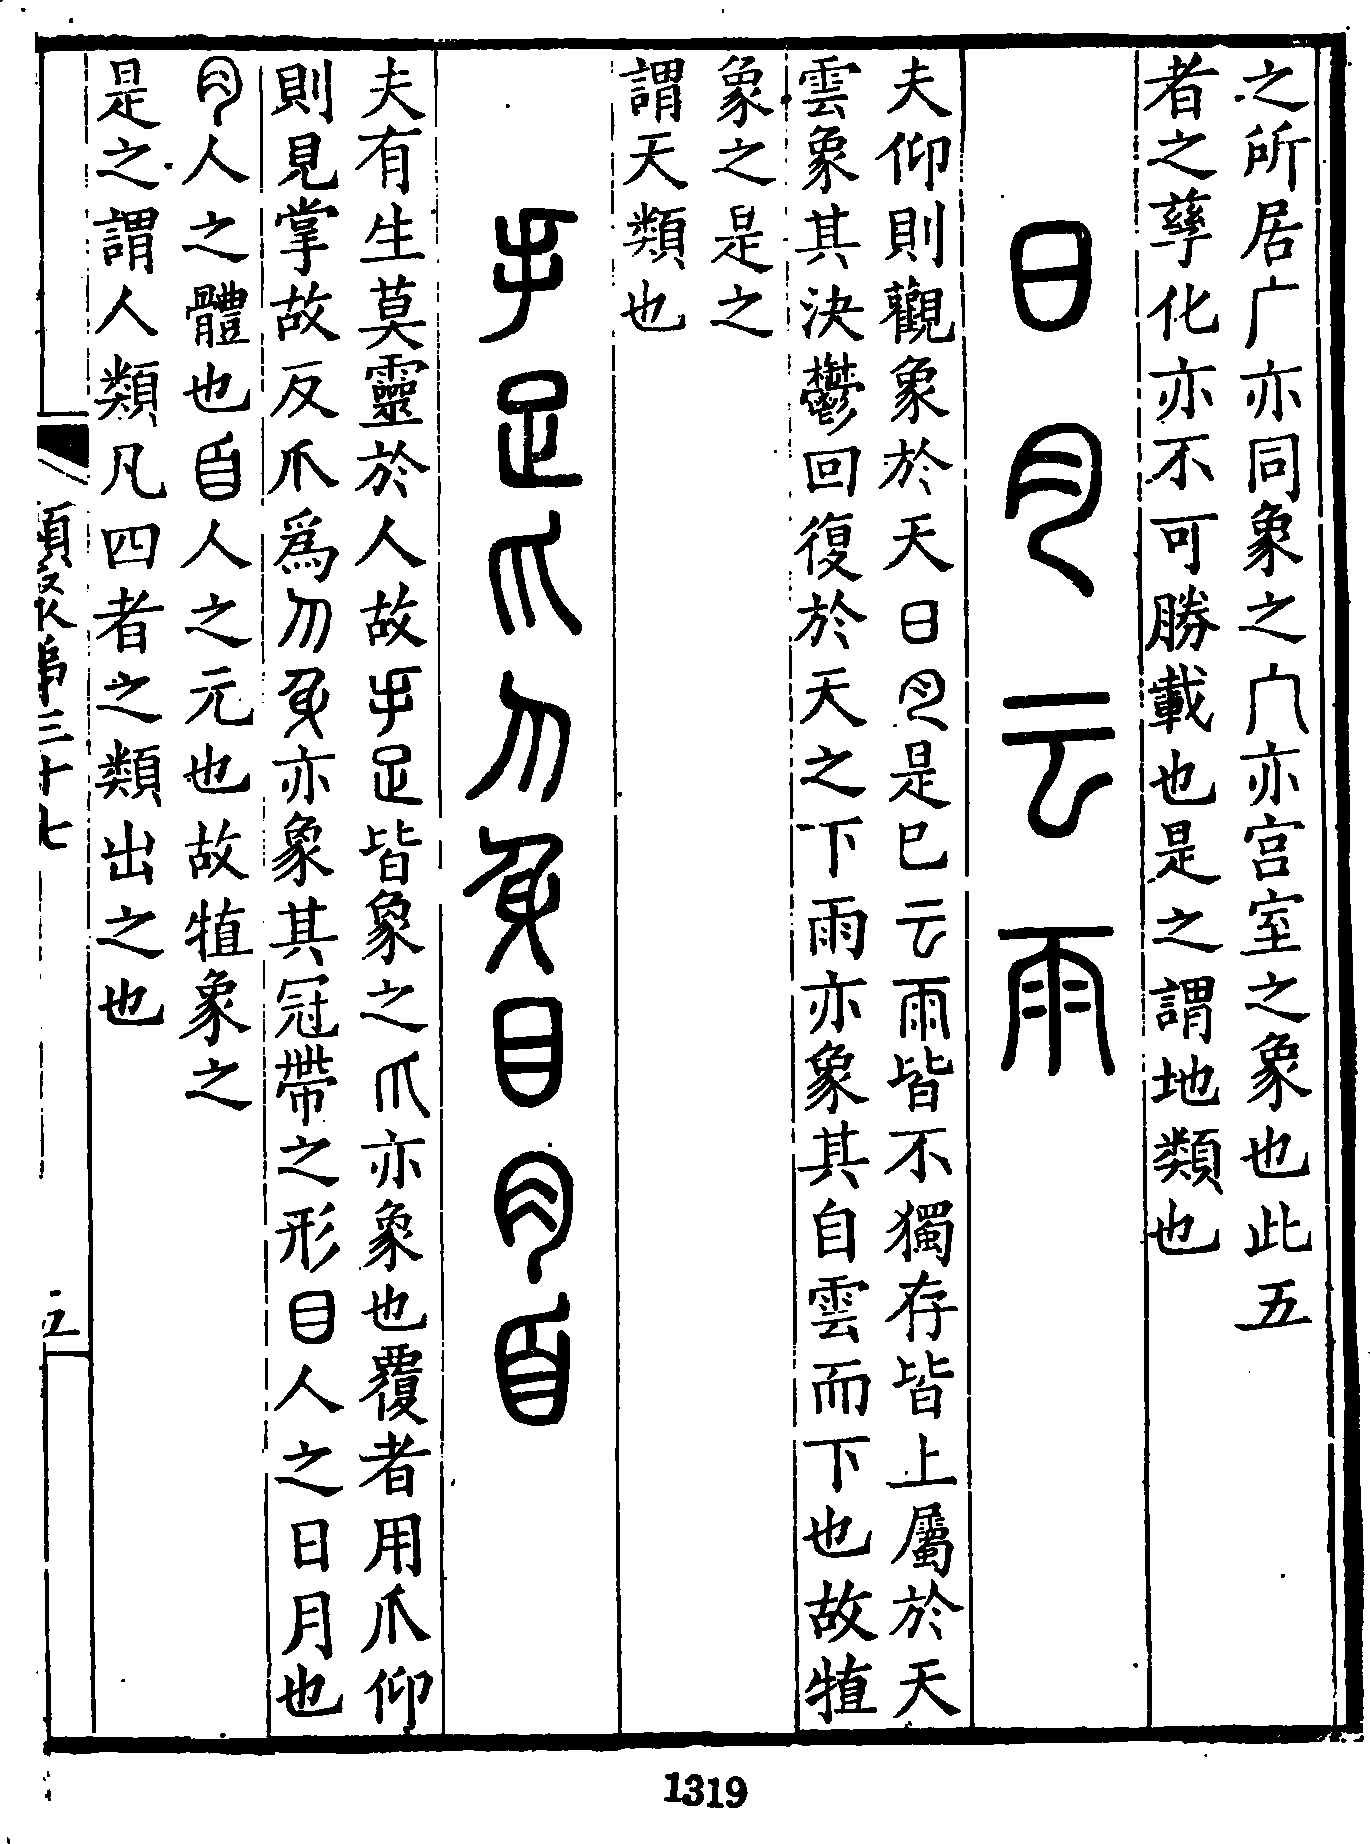 之所居广亦同象之宀亦宮室之象也此五
者之孳化亦不可勝載也是之謂地類也
日月云雨
夫仰則觀象於天日月是已云雨皆不獨存皆上屬於天
雲象其決鬱回復於天之下雨亦象其自雲而下也故犆
象之是之
謂天類也
手足爪目肉𦣻
夫有生莫靈於人故手足皆象之爪亦象也覆者用爪仰
則見掌故反爪爲亦象其冠帶之形目人之日月也
肉人之體也𦣻人之元也故犆象之
是之謂人類凡四者之類出之也
類聚第三十七
五
1319